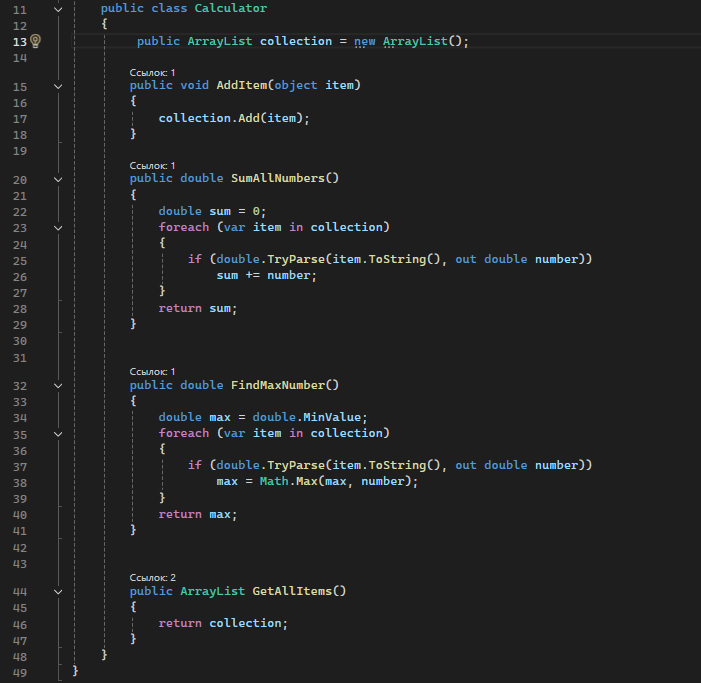 11 public class Calculator
12 {
13 public ArrayList collection = new ArrayList();
14
Ссылок: 1
15 public void AddItem(object item)
16 {
17 collection.Add(item);
18 }
19
Ссылок: 1
20 public double SumAllNumbers()
21 {
22 double sum = 0;
23 foreach (var item in collection)
24 {
25 if (double.TryParse(item.ToString(), out double number))
26 sum += number;
27 }
28 return sum;
29 }
30
31
Ссылок: 1
32 public double FindMaxNumber()
33 {
34 double max = double.MinValue;
35 foreach (var item in collection)
36 {
37 if (double.TryParse(item.ToString(), out double number))
38 max = Math.Max(max, number);
39 }
40 return max;
41 }
42
43
Ссылок: 2
44 public ArrayList GetAllItems()
45 {
46 return collection;
47 }
48 }
49 }